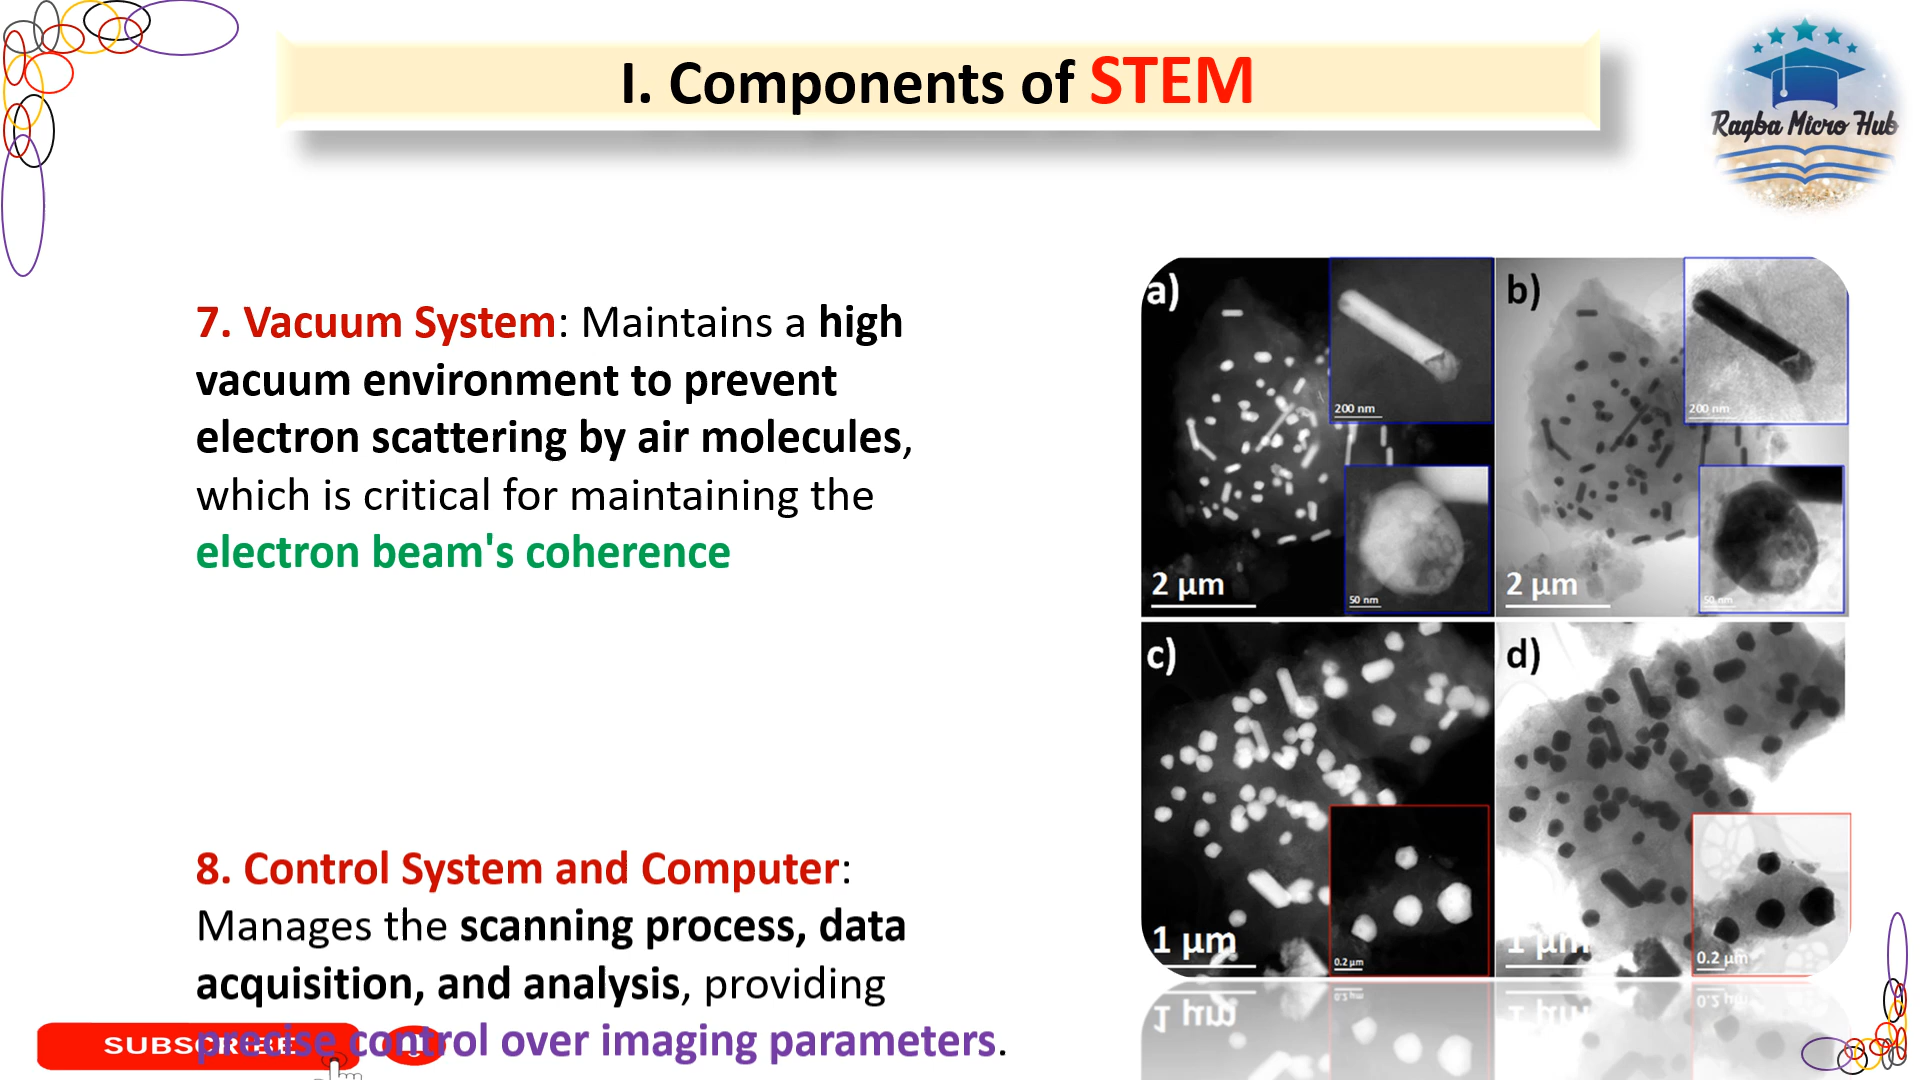 I. Components of STEM
Ragba Micro Hub
7. Vacuum System: Maintains a high
vacuum environment to prevent
electron scattering by air molecules,
which is critical for maintaining the
electron beam's coherence
8. Control System and Computer:
Manages the scanning process, data
acquisition, and analysis, providing
precise control over imaging parameters.
SUBSCRIBE
a)
200 nm
50 nm
2 µm
b)
200 nm
50 nm
2 µm
c)
0.2 µm
1 µm
d)
0.2 µm
1 µm